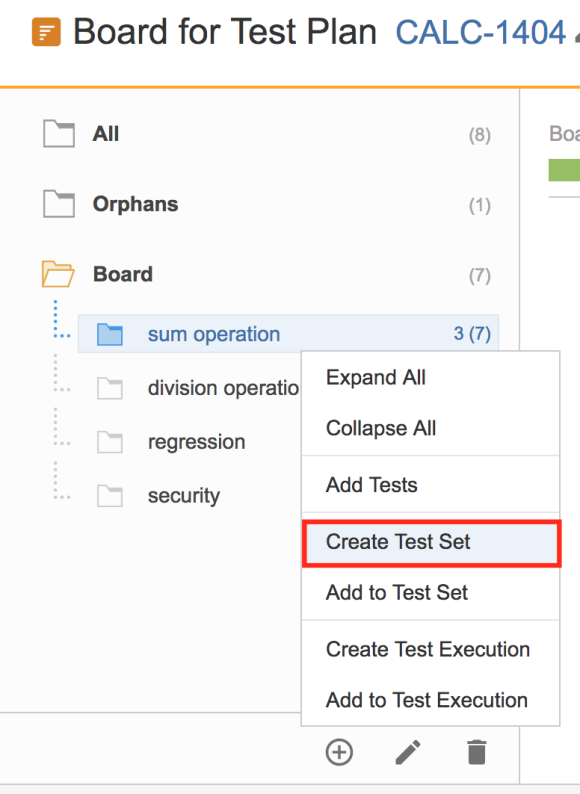 Board for Test Plan CALC-1404
All (8)
Orphans (1)
Board (7)
sum operation 3 (7)
division operatio
regression
security
Expand All
Collapse All
Add Tests
Create Test Set
Add to Test Set
Create Test Execution
Add to Test Execution